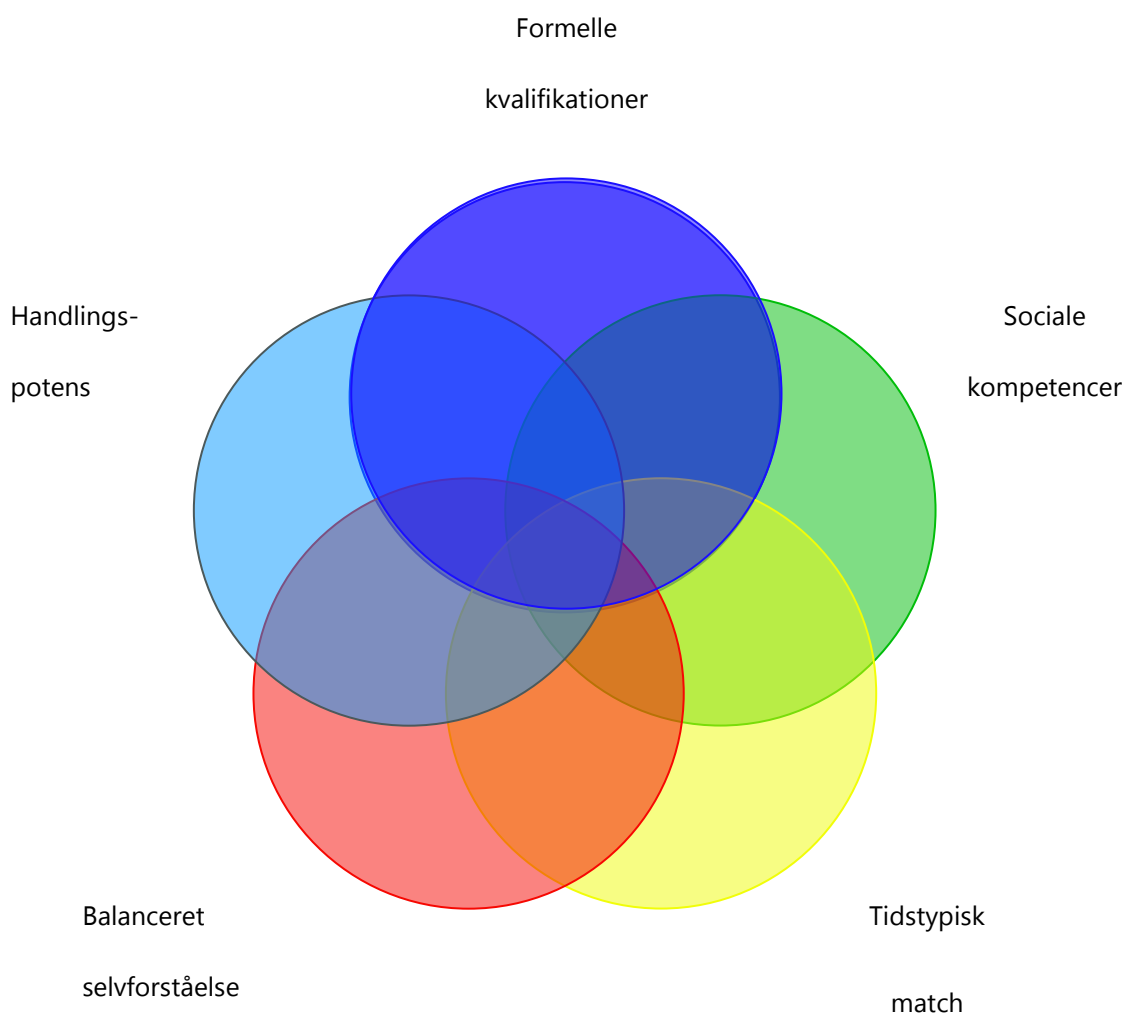 Formelle
kvalifikationer
Handlings-
potens
Sociale
kompetencer
Balanceret
selvforståelse
Tidstypisk
match